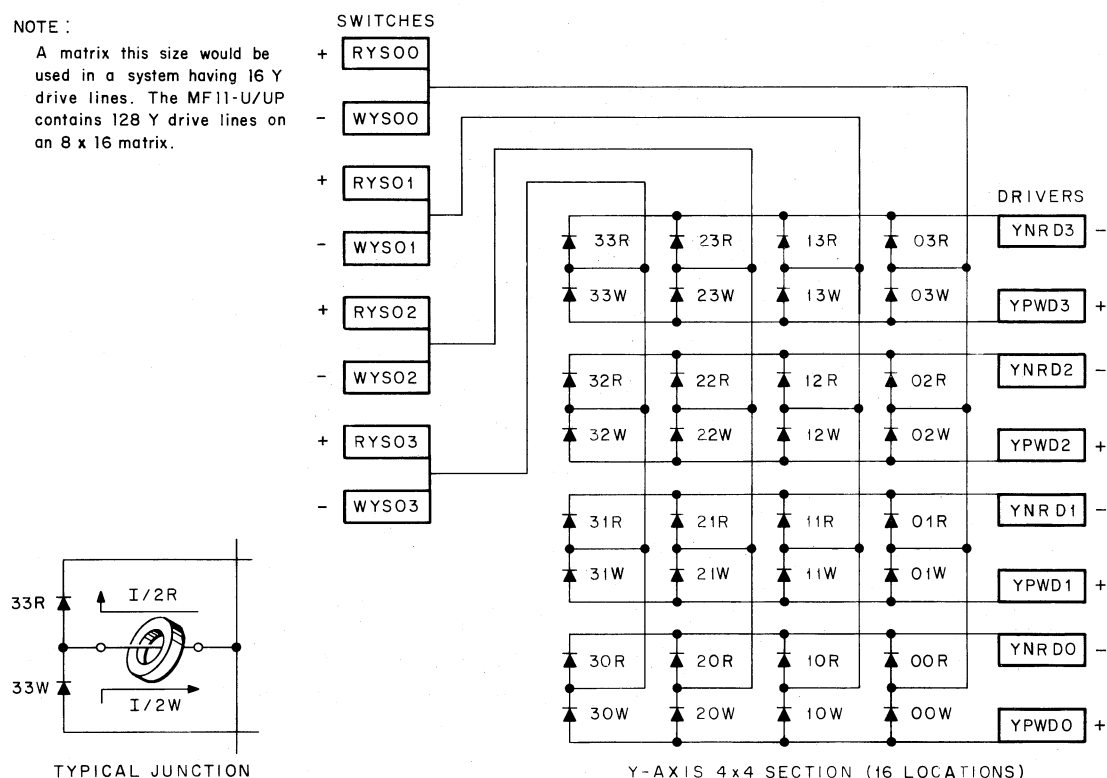 NOTE:
A matrix this size would be
used in a system having 16 Y
drive lines. The MF11-U/UP
contains 128 Y drive lines on
an 8 x 16 matrix.
SWITCHES
+ RYS00
- WYS00
+ RYS01
- WYS01
+ RYS02
- WYS02
+ RYS03
- WYS03
DRIVERS
33R 23R 13R 03R YNRD3 -
33W 23W 13W 03W YPWD3 +
32R 22R 12R 02R YNRD2 -
32W 22W 12W 02W YPWD2 +
31R 21R 11R 01R YNRD1 -
31W 21W 11W 01W YPWD1 +
30R 20R 10R 00R YNRD0 -
30W 20W 10W 00W YPWD0 +
Y-AXIS 4x4 SECTION (16 LOCATIONS)
33R I/2R
33W I/2W
TYPICAL JUNCTION